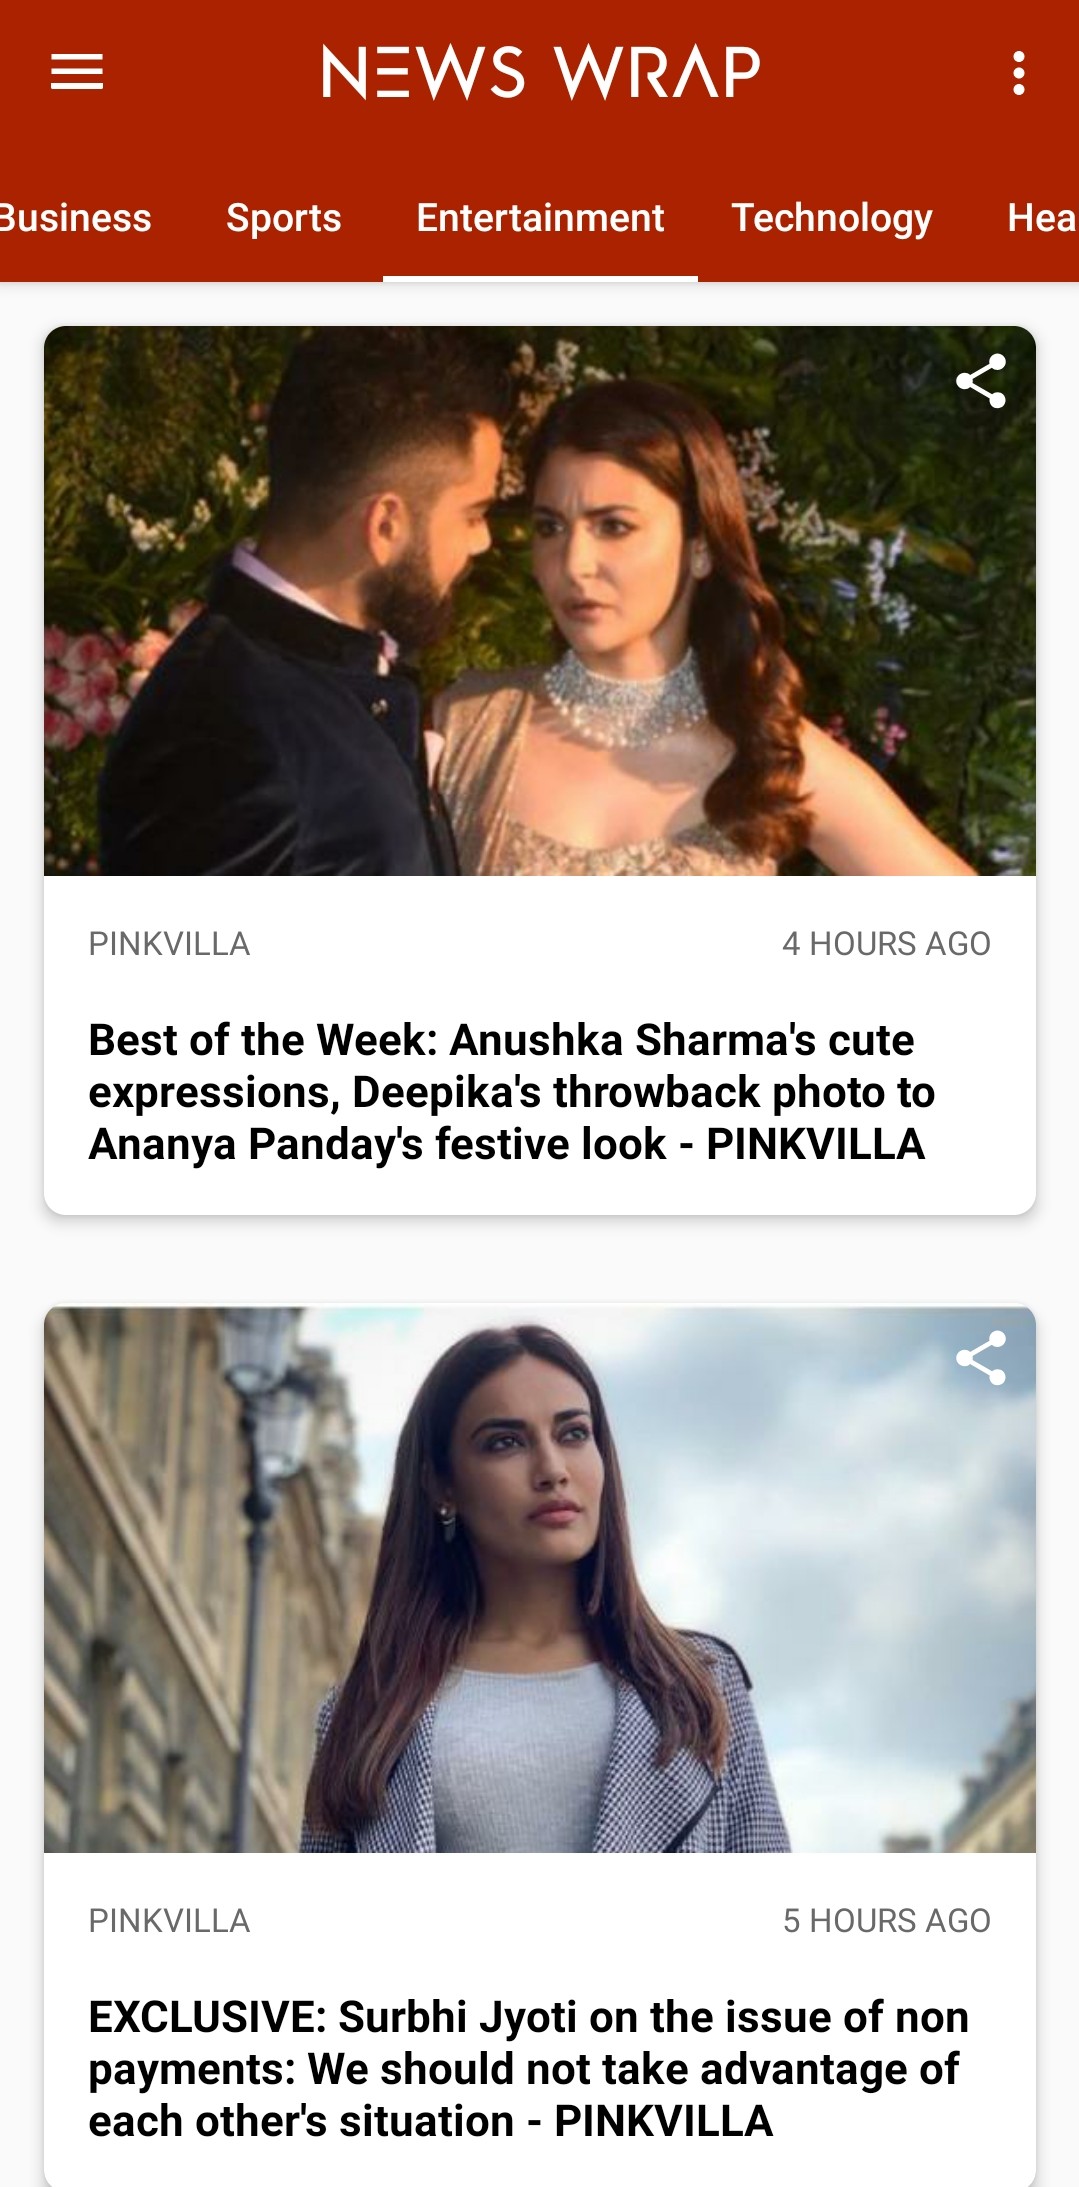 NEWS WRAP
Business Sports Entertainment Technology Hea
PINKVILLA 4 HOURS AGO
Best of the Week: Anushka Sharma's cute
expressions, Deepika's throwback photo to
Ananya Panday's festive look - PINKVILLA
PINKVILLA 5 HOURS AGO
EXCLUSIVE: Surbhi Jyoti on the issue of non
payments: We should not take advantage of
each other's situation - PINKVILLA